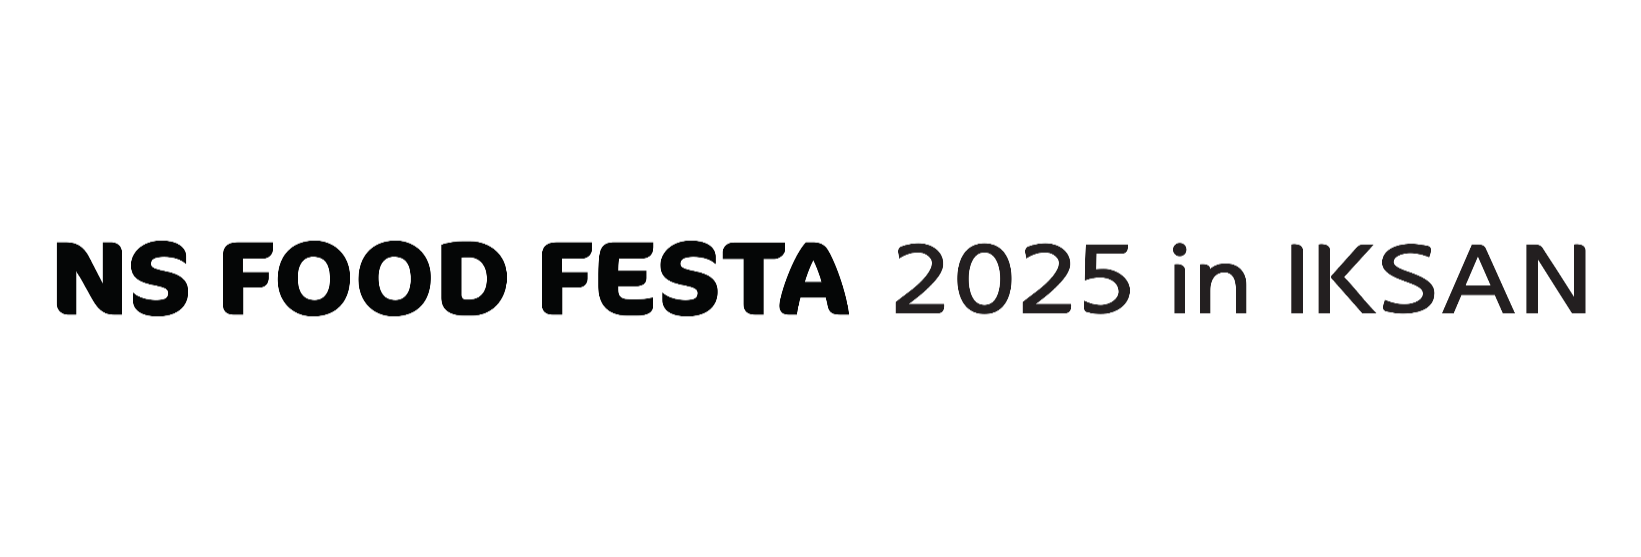 NS FOOD FESTA 2025 in IKSAN